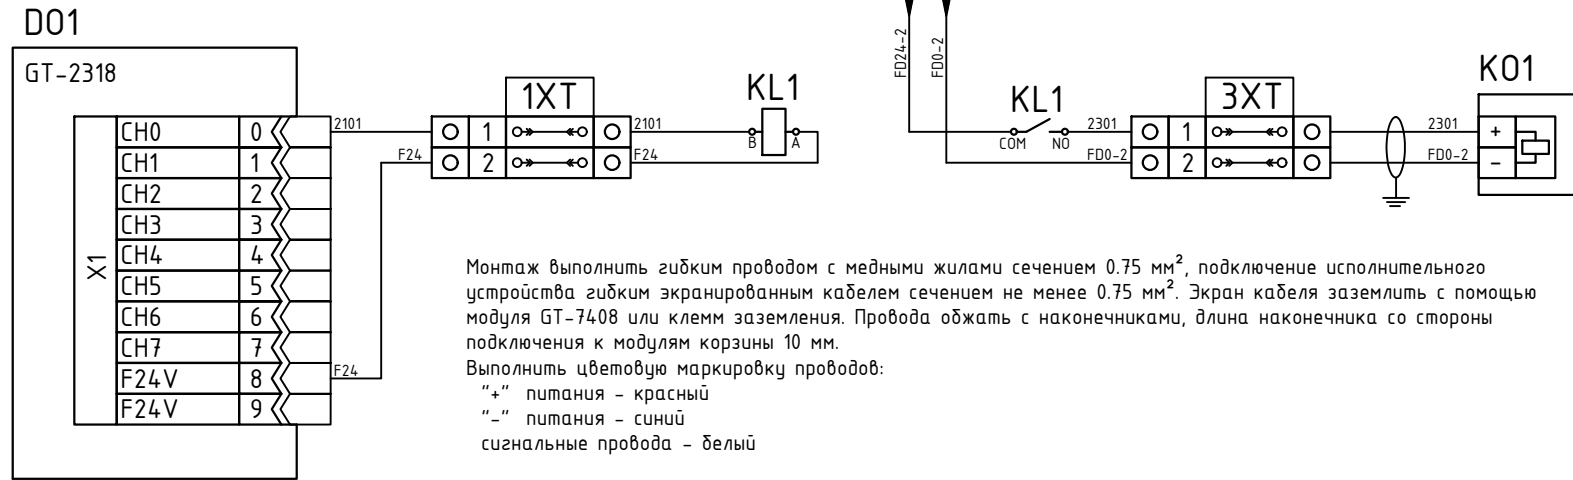 DO1
GT-2318
X1
CH0 0
CH1 1
CH2 2
CH3 3
CH4 4
CH5 5
CH6 6
CH7 7
F24V 8
F24V 9
2101
F24
F24
1XT
1
2
2101
F24
KL1
B A
FD24-2
FD0-2
KL1
COM NO
2301
FD0-2
3XT
1
2
2301
FD0-2
KO1
+
-
Монтаж выполнить гибким проводом с медными жилами сечением 0.75 мм², подключение исполнительного
устройства гибким экранированным кабелем сечением не менее 0.75 мм². Экран кабеля заземлить с помощью
модуля GT-7408 или клемм заземления. Провода обжать с наконечниками, длина наконечника со стороны
подключения к модулям корзины 10 мм.
Выполнить цветовую маркировку проводов:
"+" питания - красный
"-" питания - синий
сигнальные провода - белый